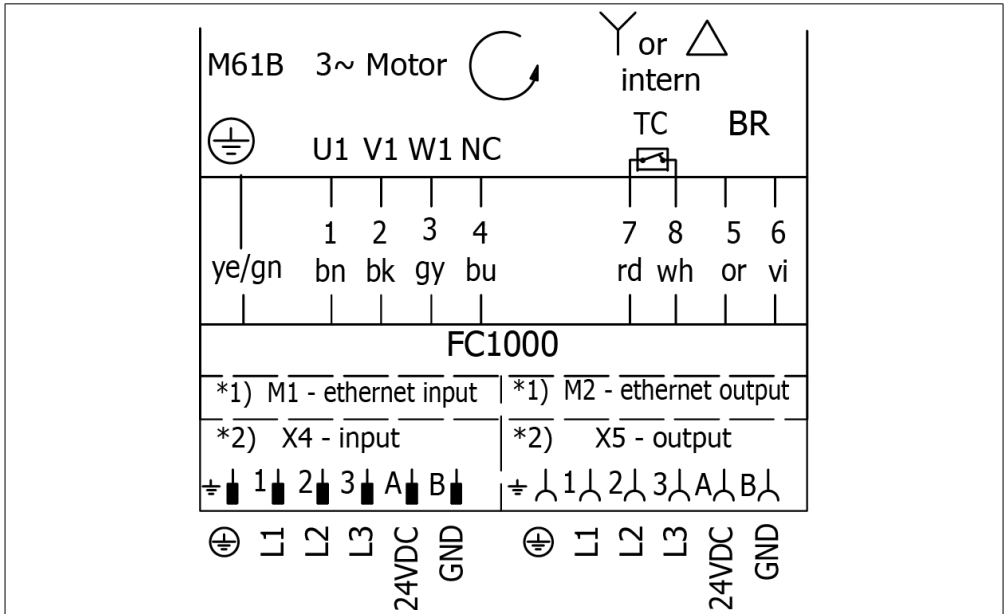 M61B 3~ Motor Y or △
intern
TC BR
U1 V1 W1 NC
1 2 3 4 7 8 5 6
ye/gn bn bk gy bu rd wh or vi
FC1000
*1) M1 - ethernet input *1) M2 - ethernet output
*2) X4 - input *2) X5 - output
1 2 3 A B 1 2 3 A B
L1 L2 L3 24VDC GND L1 L2 L3 24VDC GND